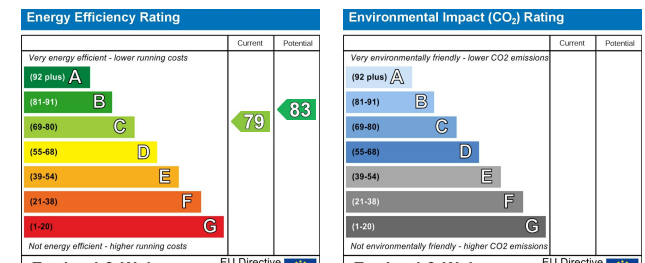 Energy Efficiency Rating
Current Potential
Very energy efficient - lower running costs
(92 plus) A
(81-91) B
(69-80) C
(55-68) D
(39-54) E
(21-38) F
(1-20) G
79
83
Not energy efficient - higher running costs
EU Directive
Environmental Impact (CO₂) Rating
Current Potential
Very environmentally friendly - lower CO2 emissions
(92 plus) A
(81-91) B
(69-80) C
(55-68) D
(39-54) E
(21-38) F
(1-20) G
Not environmentally friendly - higher CO2 emissions
EU Directive